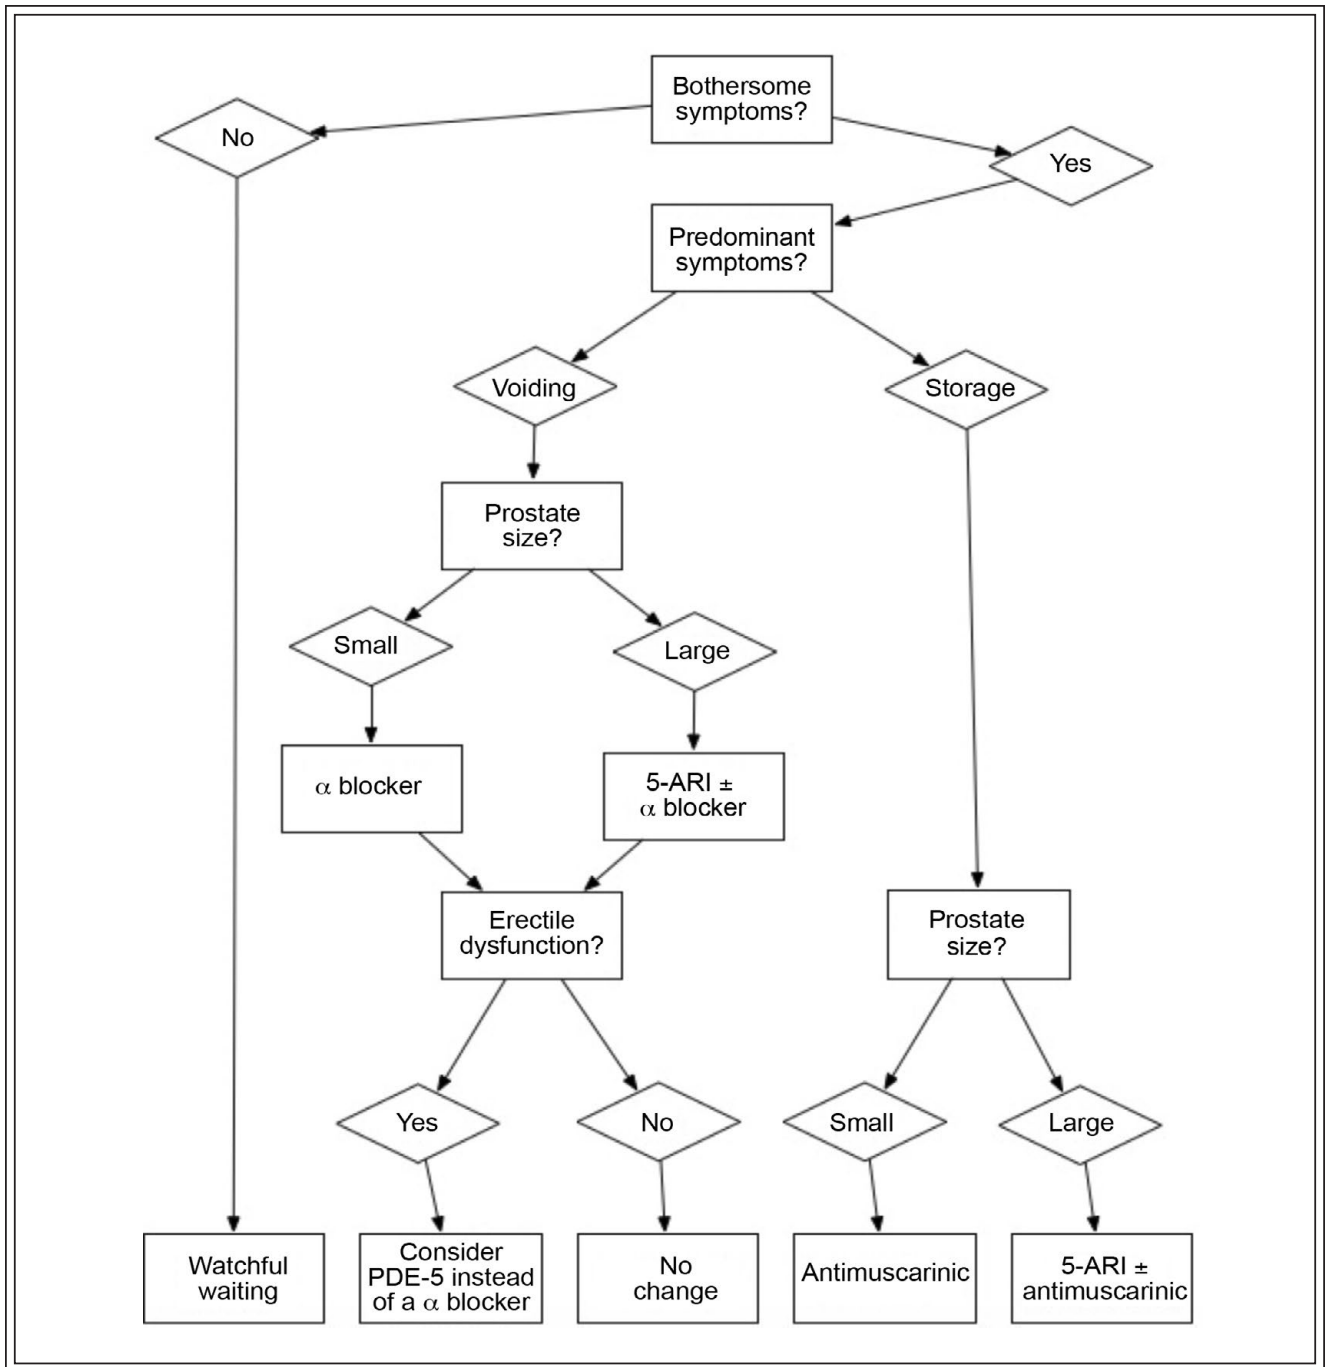 Bothersome
symptoms?
No
Yes
Predominant
symptoms?
Voiding
Storage
Prostate
size?
Small
Large
α blocker
5-ARI ±
α blocker
Erectile
dysfunction?
Prostate
size?
Yes
No
Small
Large
Watchful
waiting
Consider
PDE-5 instead
of a α blocker
No
change
Antimuscarinic
5-ARI ±
antimuscarinic